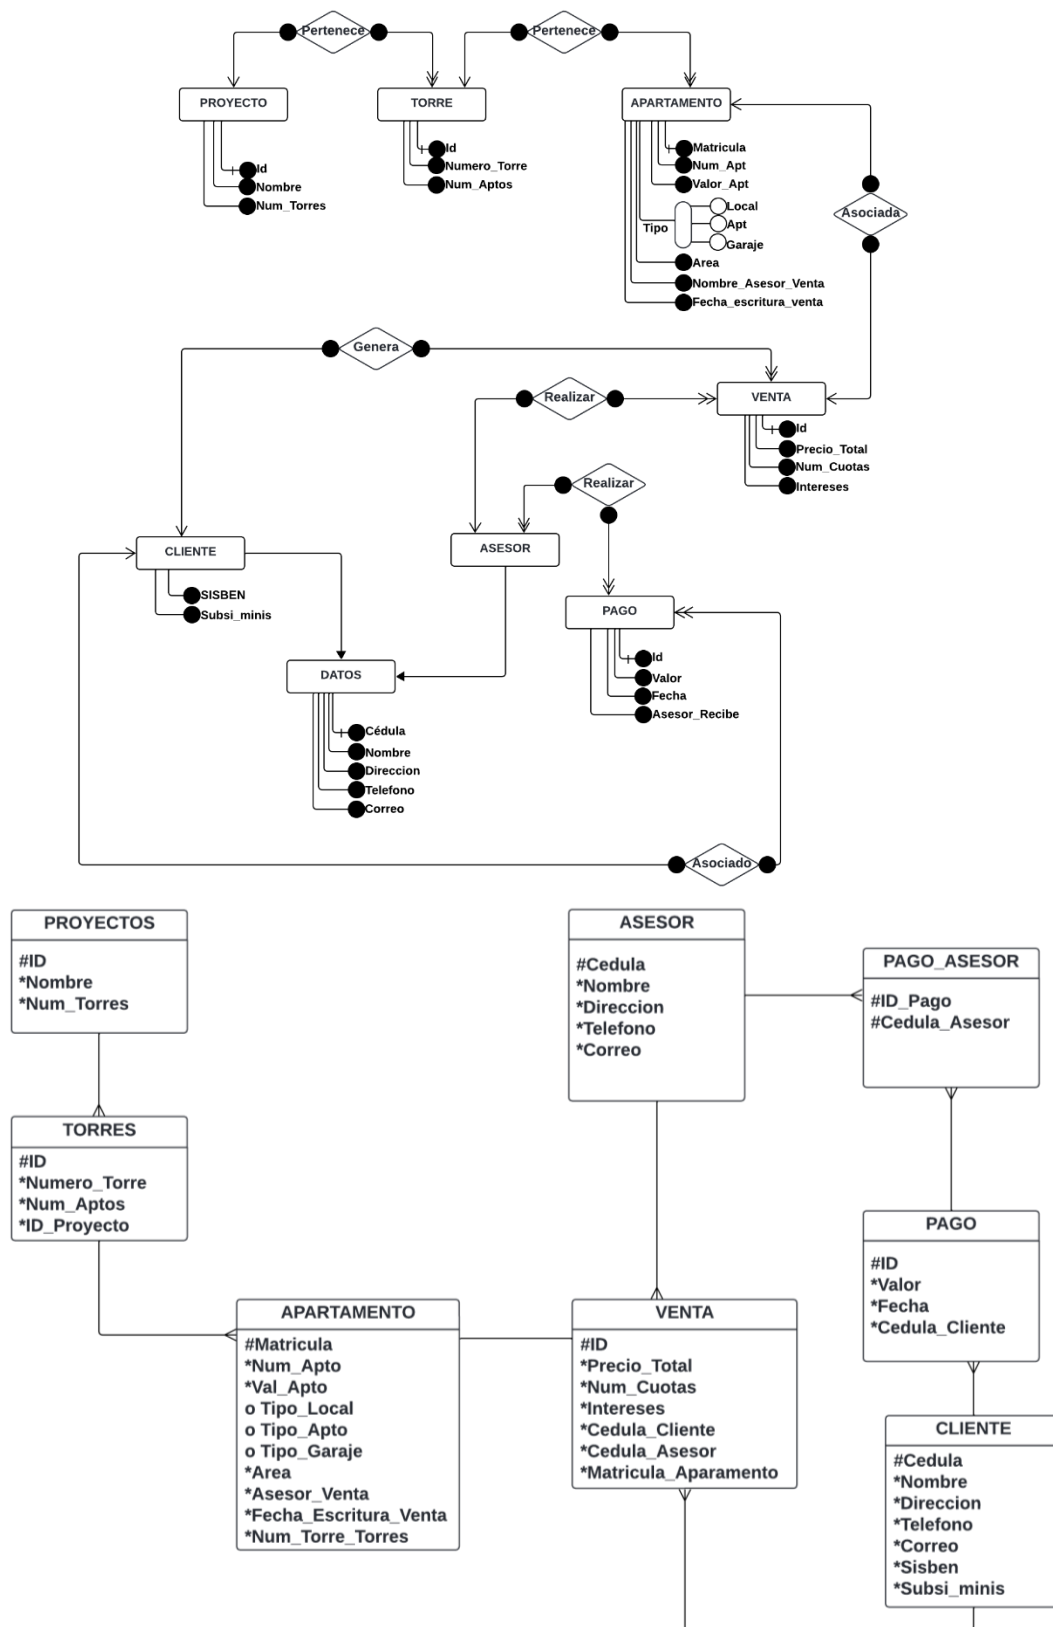 Pertenece
Pertenece
PROYECTO
TORRE
APARTAMENTO
Id
Nombre
Num_Torres
Id
Numero_Torre
Num_Aptos
Matricula
Num_Apt
Valor_Apt
Tipo
Local
Apt
Garaje
Area
Nombre_Asesor_Venta
Fecha_escritura_venta
Asociada
Genera
Realizar
VENTA
Id
Precio_Total
Num_Cuotas
Intereses
Realizar
CLIENTE
SISBEN
Subsi_minis
ASESOR
PAGO
Id
Valor
Fecha
Asesor_Recibe
DATOS
Cédula
Nombre
Direccion
Telefono
Correo
Asociado
PROYECTOS
#ID
*Nombre
*Num_Torres
ASESOR
#Cedula
*Nombre
*Direccion
*Telefono
*Correo
PAGO_ASESOR
#ID_Pago
#Cedula_Asesor
TORRES
#ID
*Numero_Torre
*Num_Aptos
*ID_Proyecto
PAGO
#ID
*Valor
*Fecha
*Cedula_Cliente
APARTAMENTO
#Matricula
*Num_Apto
*Val_Apto
o Tipo_Local
o Tipo_Apto
o Tipo_Garaje
*Area
*Asesor_Venta
*Fecha_Escritura_Venta
*Num_Torre_Torres
VENTA
#ID
*Precio_Total
*Num_Cuotas
*Intereses
*Cedula_Cliente
*Cedula_Asesor
*Matricula_Aparamento
CLIENTE
#Cedula
*Nombre
*Direccion
*Telefono
*Correo
*Sisben
*Subsi_minis